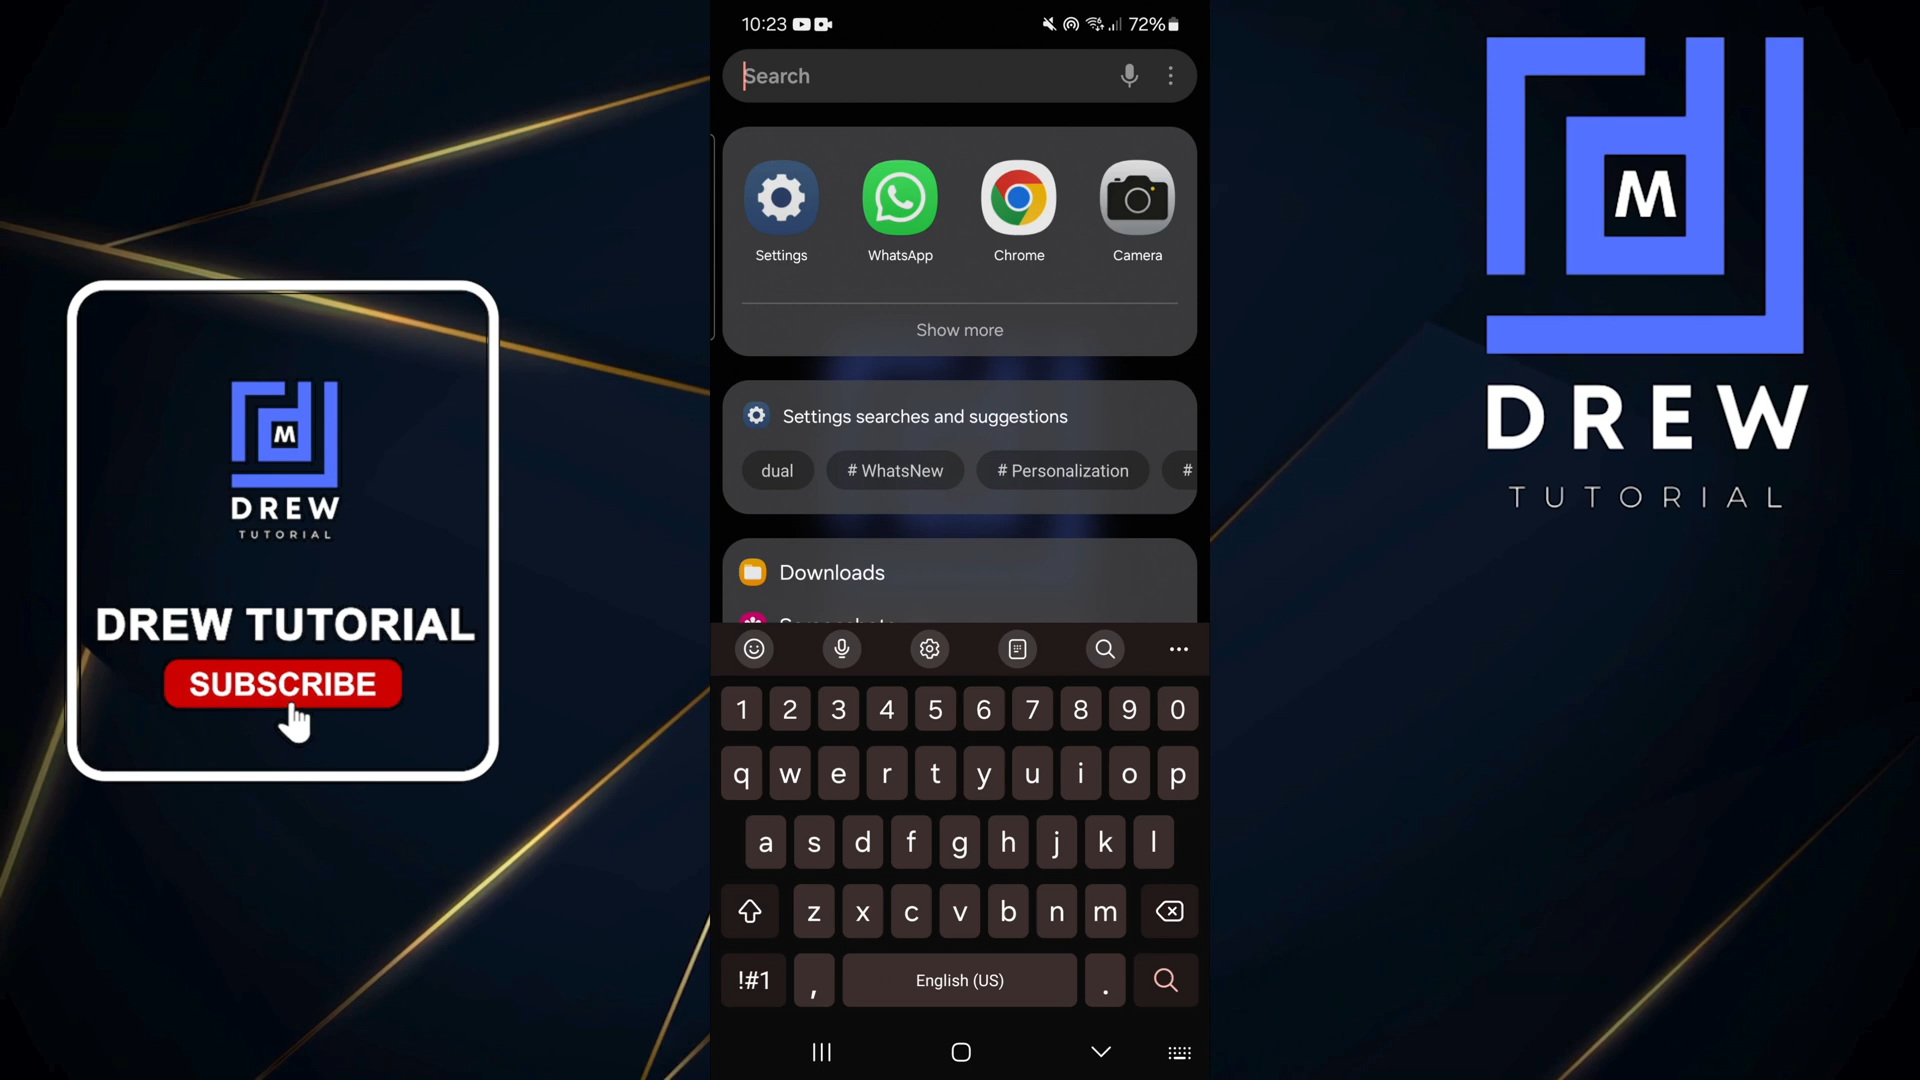 10:23
72%
Search
Settings
WhatsApp
Chrome
Camera
Show more
Settings searches and suggestions
dual
# WhatsNew
# Personalization
#
Downloads
1 2 3 4 5 6 7 8 9 0
q w e r t y u i o p
a s d f g h j k l
z x c v b n m
!#1 , English (US) .
M
DREW
TUTORIAL
DREW TUTORIAL
SUBSCRIBE
M
DREW
TUTORIAL